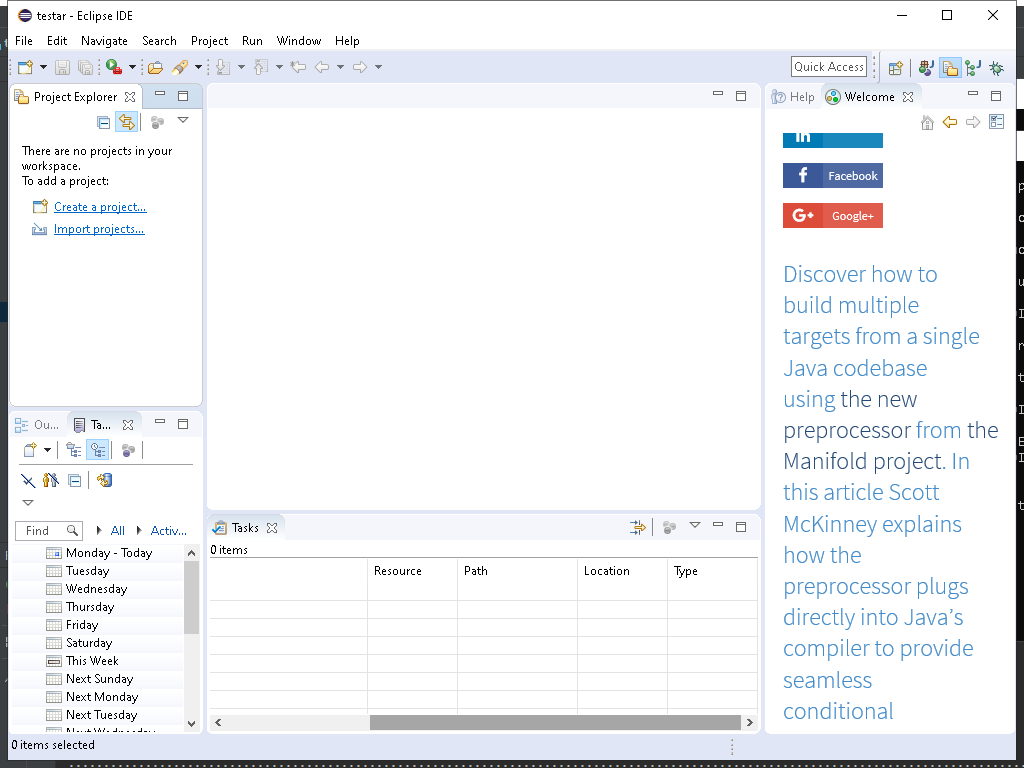 testar - Eclipse IDE
File Edit Navigate Search Project Run Window Help
Quick Access
Project Explorer
There are no projects in your
workspace.
To add a project:
Create a project...
Import projects...
Ou...
Ta...
Find
All
Activ...
Monday - Today
Tuesday
Wednesday
Thursday
Friday
Saturday
This Week
Next Sunday
Next Monday
Next Tuesday
Next Wednesday
0 items selected
Tasks
0 items
Resource Path Location Type
Help
Welcome
in
Facebook
Google+
Discover how to
build multiple
targets from a single
Java codebase
using the new
preprocessor from the
Manifold project. In
this article Scott
McKinney explains
how the
preprocessor plugs
directly into Java’s
compiler to provide
seamless
conditional